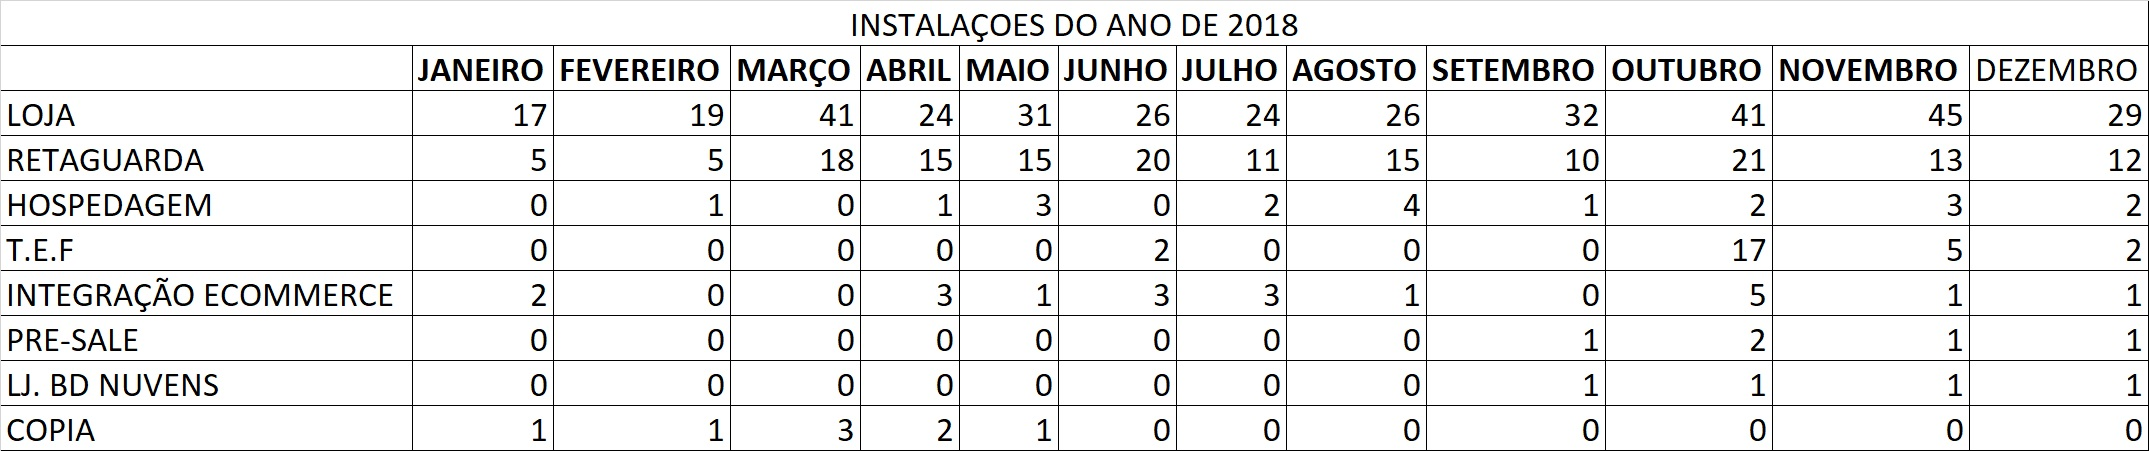 INSTALAÇOES DO ANO DE 2018
JANEIRO FEVEREIRO MARÇO ABRIL MAIO JUNHO JULHO AGOSTO SETEMBRO OUTUBRO NOVEMBRO DEZEMBRO
LOJA 17 19 41 24 31 26 24 26 32 41 45 29
RETAGUARDA 5 5 18 15 15 20 11 15 10 21 13 12
HOSPEDAGEM 0 1 0 1 3 0 2 4 1 2 3 2
T.E.F 0 0 0 0 0 2 0 0 0 17 5 2
INTEGRAÇÃO ECOMMERCE 2 0 0 3 1 3 3 1 0 5 1 1
PRE-SALE 0 0 0 0 0 0 0 0 1 2 1 1
LJ. BD NUVENS 0 0 0 0 0 0 0 0 1 1 1 1
COPIA 1 1 3 2 1 0 0 0 0 0 0 0